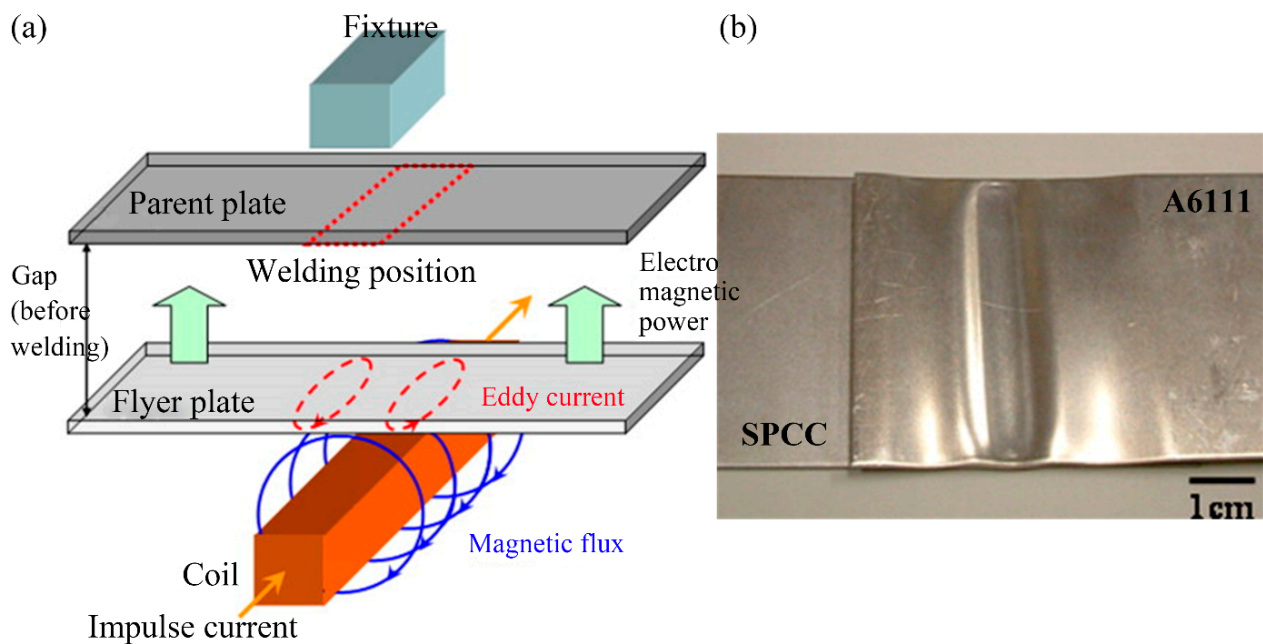 (a)
Fixture
(b)
Parent plate
A6111
Gap
(before
welding)
Welding position
Electro
magnetic
power
Flyer plate
Eddy current
SPCC
1cm
Magnetic flux
Coil
Impulse current